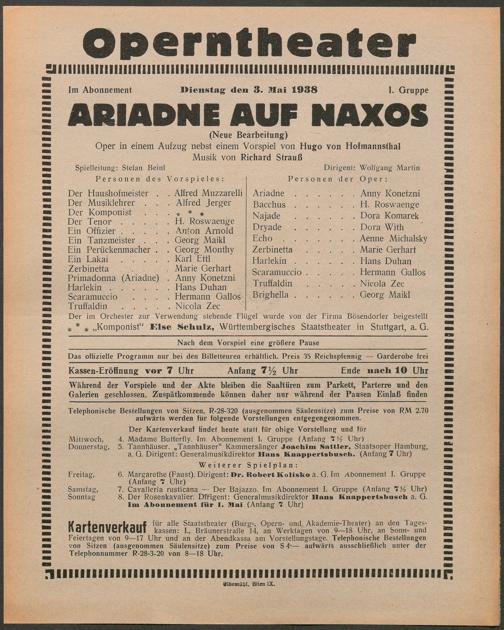 Operntheater
Im Abonnement Dienstag den 3. Mai 1938 I. Gruppe
ARIADNE AUF NAXOS
(Neue Bearbeitung)
Oper in einem Aufzug nebst einem Vorspiel von Hugo von Hofmannsthal
Musik von Richard Strauß
Spielleitung: Stefan Beinl Dirigent: Wolfgang Martin
Personen des Vorspieles:
Der Haushofmeister . . Alfred Muzzarelli
Der Musiklehrer . . . Alfred Jerger
Der Komponist . . . * * *
Der Tenor . . . . . H. Roswaenge
Ein Offizier . . . . . Anton Arnold
Ein Tanzmeister . . . Georg Maikl
Ein Perückenmacher . . Georg Monthy
Ein Lakai . . . . . Karl Ettl
Zerbinetta . . . . . Marie Gerhart
Primadonna (Ariadne) . Anny Konetzni
Harlekin . . . . . . Hans Duhan
Scaramuccio . . . . Hermann Gallos
Truffaldin . . . . . Nicola Zec
Personen der Oper:
Ariadne . . . . . . Anny Konetzni
Bacchus . . . . . . H. Roswaenge
Najade . . . . . . Dora Komarek
Dryade . . . . . . Dora With
Echo . . . . . . . Aenne Michalsky
Zerbinetta . . . . . Marie Gerhart
Harlekin . . . . . . Hans Duhan
Scaramuccio . . . . . Hermann Gallos
Truffaldin . . . . . Nicola Zec
Brighella . . . . . . Georg Maikl
Der im Orchester zur Verwendung stehende Flügel wurde von der Firma Bösendorfer beigestellt
* * * „Komponist“ Else Schulz, Württembergisches Staatstheater in Stuttgart, a. G.
Nach dem Vorspiel eine größere Pause
Das offizielle Programm nur bei den Billetteuren erhältlich. Preis 35 Reichspfennig — Garderobe frei
Kassen-Eröffnung vor 7 Uhr Anfang 7½ Uhr Ende nach 10 Uhr
Während der Vorspiele und der Akte bleiben die Saaltüren zum Parkett, Parterre und den
Galerien geschlossen. Zuspätkommende können daher nur während der Pausen Einlaß finden
Telephonische Bestellungen von Sitzen, R-28-320 (ausgenommen Säulensitze) zum Preise von RM 2.70
aufwärts werden für folgende Vorstellungen entgegengenommen.
Der Kartenverkauf findet heute statt für obige Vorstellung und für
Mittwoch, 4. Madame Butterfly. Im Abonnement I. Gruppe (Anfang 7½ Uhr)
Donnerstag, 5. Tannhäuser. „Tannhäuser“ Kammersänger Joachim Sattler, Staatsoper Hamburg,
a. G. Dirigent: Generalmusikdirektor Hans Knappertsbusch. (Anfang 7 Uhr)
Weiterer Spielplan:
Freitag, 6. Margarethe (Faust). Dirigent: Dr. Robert Kolisko a. G. Im Abonnement I. Gruppe
(Anfang 7 Uhr)
Samstag, 7. Cavalleria rusticana — Der Bajazzo. Im Abonnement I. Gruppe (Anfang 7½ Uhr)
Sonntag 8. Der Rosenkavalier. Dirigent: Generalmusikdirektor Hans Knappertsbusch a. G.
Im Abonnement für 1. Mai (Anfang 7 Uhr)
Kartenverkauf für alle Staatstheater (Burg-, Opern- und Akademie-Theater) an den Tages-
kassen: I., Bräunerstraße 14, an Werktagen von 9—18 Uhr, an Sonn- und
Feiertagen von 9—17 Uhr und an der Abendkassa am Vorstellungstage. Telephonische Bestellungen
von Sitzen (ausgenommen Säulensitze) zum Preise von S 4·— aufwärts ausschließlich unter der
Telephonnummer R-28-3-20 von 8—18 Uhr.
Elbemühl, Wien IX.